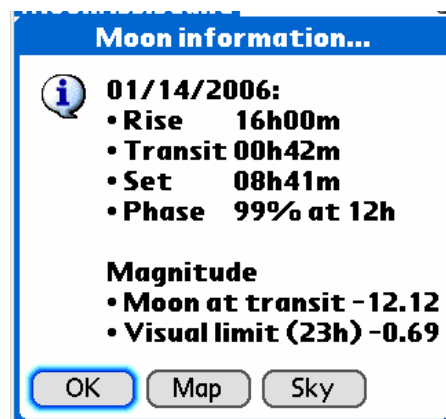 Moon information...
01/14/2006:
• Rise 16h00m
• Transit 00h42m
• Set 08h41m
• Phase 99% at 12h
Magnitude
• Moon at transit -12.12
• Visual limit (23h) -0.69
OK Map Sky